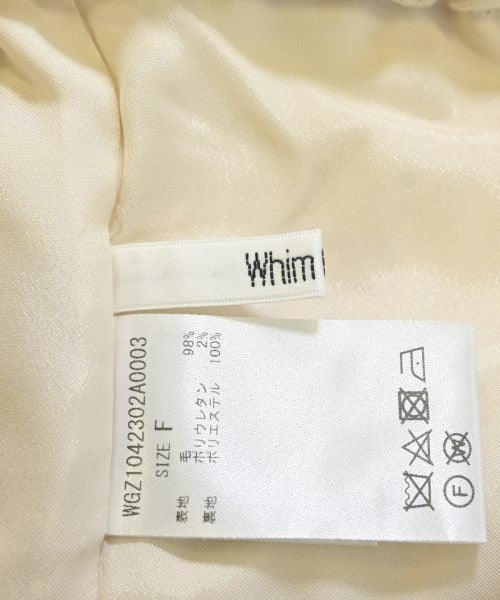 Whim
WGZ1042302A0003
SIZE F
表地 毛 98%
ポリウレタン 2%
裏地 ポリエステル 100%
F
W